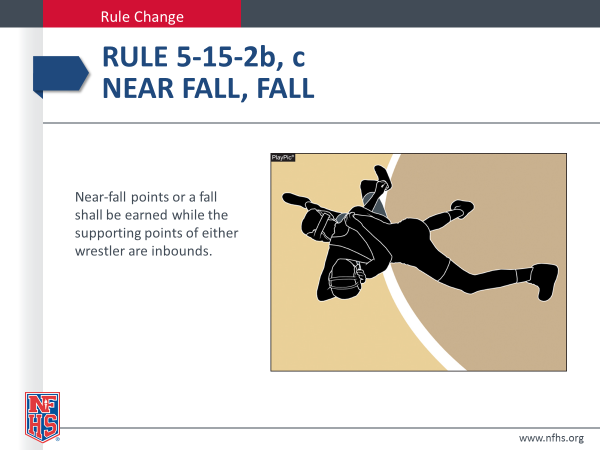 Rule Change
RULE 5-15-2b, c
NEAR FALL, FALL
PlayPic®
Near-fall points or a fall
shall be earned while the
supporting points of either
wrestler are inbounds.
NF
HS
®
www.nfhs.org